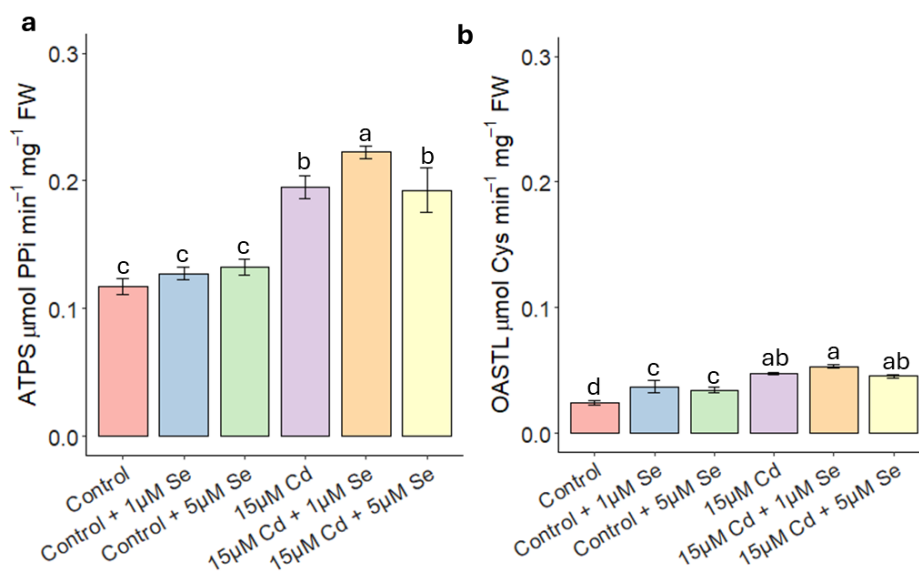 a
ATPS µmol PPi min⁻¹ mg⁻¹ FW
0.3
0.2
0.1
0.0
c
c
c
b
a
b
Control
Control + 1µM Se
Control + 5µM Se
15µM Cd
15µM Cd + 1µM Se
15µM Cd + 5µM Se
b
OASTL µmol Cys min⁻¹ mg⁻¹ FW
0.3
0.2
0.1
0.0
d
c
c
ab
a
ab
Control
Control + 1µM Se
Control + 5µM Se
15µM Cd
15µM Cd + 1µM Se
15µM Cd + 5µM Se